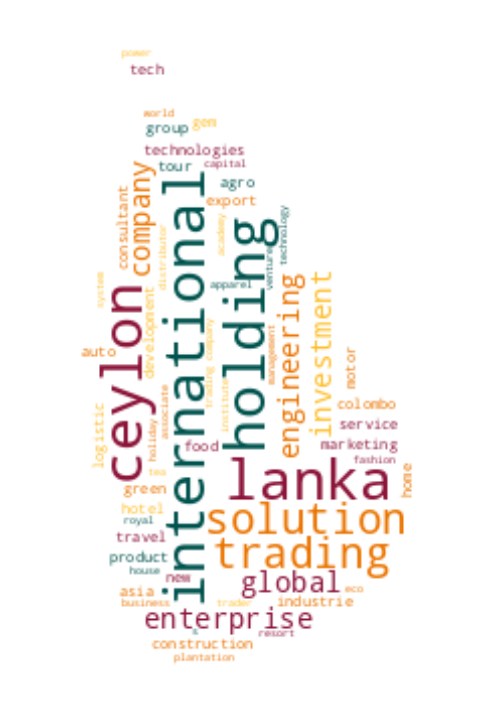 power
tech
world
group
gem
technologies
tour
capital
agro
company
consultant
export
international
holding
academy
technology
distributor
venture
system
apparel
ceylon
development
engineering
investment
trading company
management
auto
motor
institute
associate
logistic
holiday
colombo
service
food
marketing
fashion
lanka
tea
home
green
hotel
solution
royal
travel
trading
product
house
new
global
eco
asia
business
trader
industrie
enterprise
resort
construction
plantation